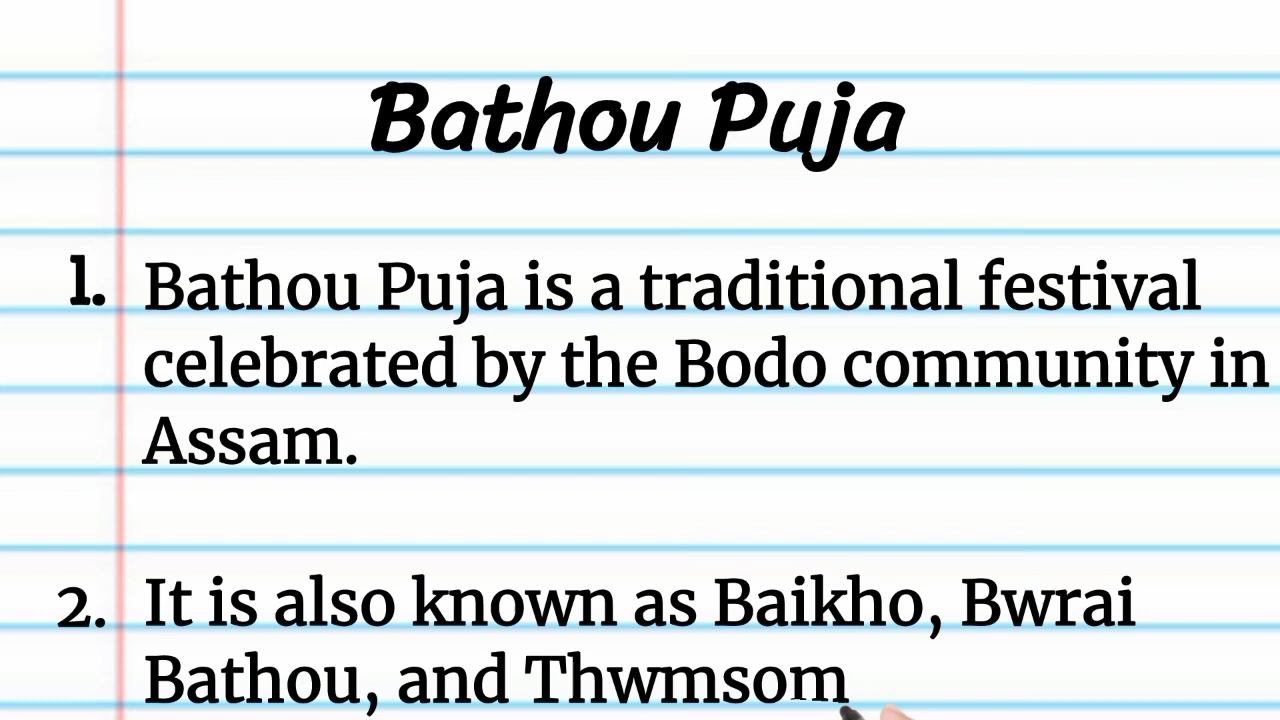 Bathou Puja
1. Bathou Puja is a traditional festival
celebrated by the Bodo community in
Assam.
2. It is also known as Baikho, Bwrai
Bathou, and Thwmsom